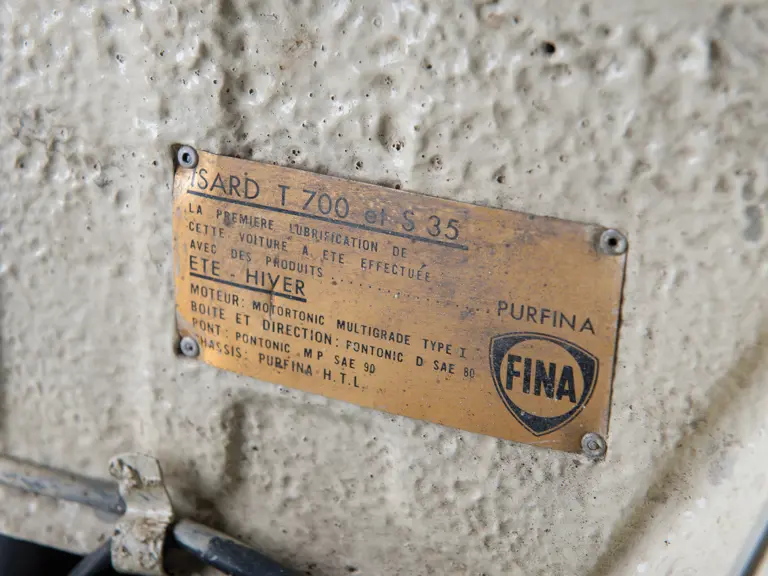 ISARD T 700 et S 35
LA PREMIERE LUBRIFICATION DE
CETTE VOITURE A ETE EFFECTUÉE
AVEC DES PRODUITS .................... PURFINA
ETE - HIVER
MOTEUR: MOTORTONIC MULTIGRADE TYPE I
BOITE ET DIRECTION: PONTONIC D SAE 80
PONT: PONTONIC MP SAE 90
CHASSIS: PURFINA H.T.L.
FINA